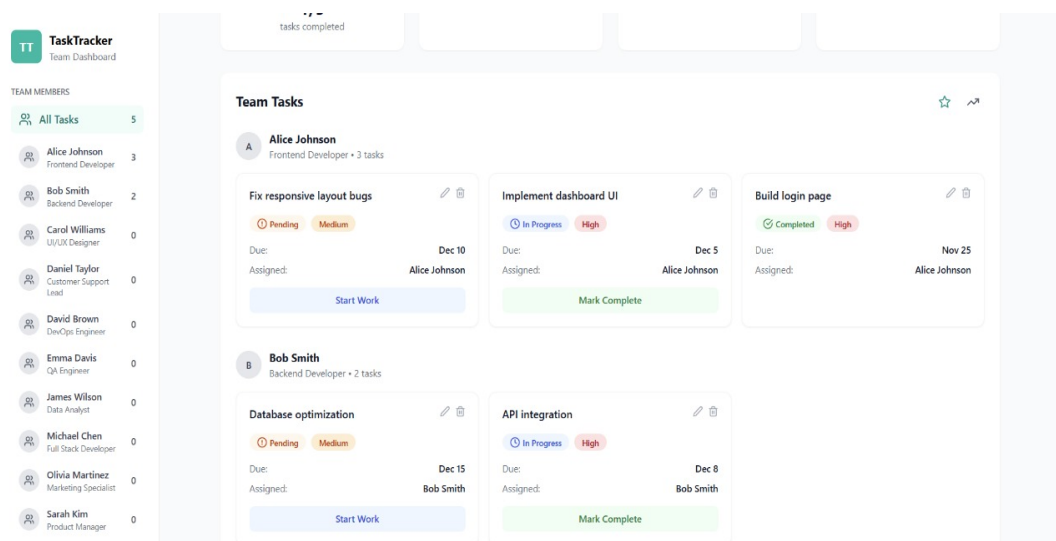 TT
TaskTracker
Team Dashboard
TEAM MEMBERS
All Tasks 5
Alice Johnson
Frontend Developer
3
Bob Smith
Backend Developer
2
Carol Williams
UI/UX Designer
0
Daniel Taylor
Customer Support
Lead
0
David Brown
DevOps Engineer
0
Emma Davis
QA Engineer
0
James Wilson
Data Analyst
0
Michael Chen
Full Stack Developer
0
Olivia Martinez
Marketing Specialist
0
Sarah Kim
Product Manager
0
tasks completed
Team Tasks
A
Alice Johnson
Frontend Developer • 3 tasks
Fix responsive layout bugs
Pending Medium
Due: Dec 10
Assigned: Alice Johnson
Start Work
Implement dashboard UI
In Progress High
Due: Dec 5
Assigned: Alice Johnson
Mark Complete
Build login page
Completed High
Due: Nov 25
Assigned: Alice Johnson
B
Bob Smith
Backend Developer • 2 tasks
Database optimization
Pending Medium
Due: Dec 15
Assigned: Bob Smith
Start Work
API integration
In Progress High
Due: Dec 8
Assigned: Bob Smith
Mark Complete